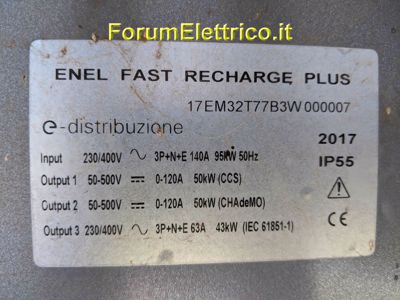 ForumElettrico.it
ENEL FAST RECHARGE PLUS
17EM32T77B3W000007
e-distribuzione
2017
IP55
Input 230/400V ~ 3P+N+E 140A 95kW 50Hz
Output 1 50-500V ⎓ 0-120A 50kW (CCS)
Output 2 50-500V ⎓ 0-120A 50kW (CHAdeMO)
Output 3 230/400V ~ 3P+N+E 63A 43kW (IEC 61851-1)
CE